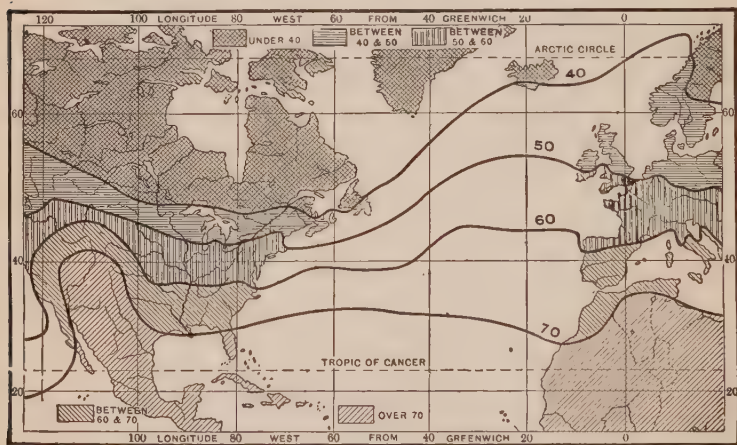 120 100 LONGITUDE 80 WEST 60 FROM 40 GREENWICH 20 0
UNDER 40
BETWEEN
40 & 50
BETWEEN
50 & 60
ARCTIC CIRCLE
40
60 60
50
60
40 40
70
TROPIC OF CANCER
20 20
BETWEEN
60 & 70
OVER 70
100 LONGITUDE 80 WEST 60 FROM 40 GREENWICH 20 0